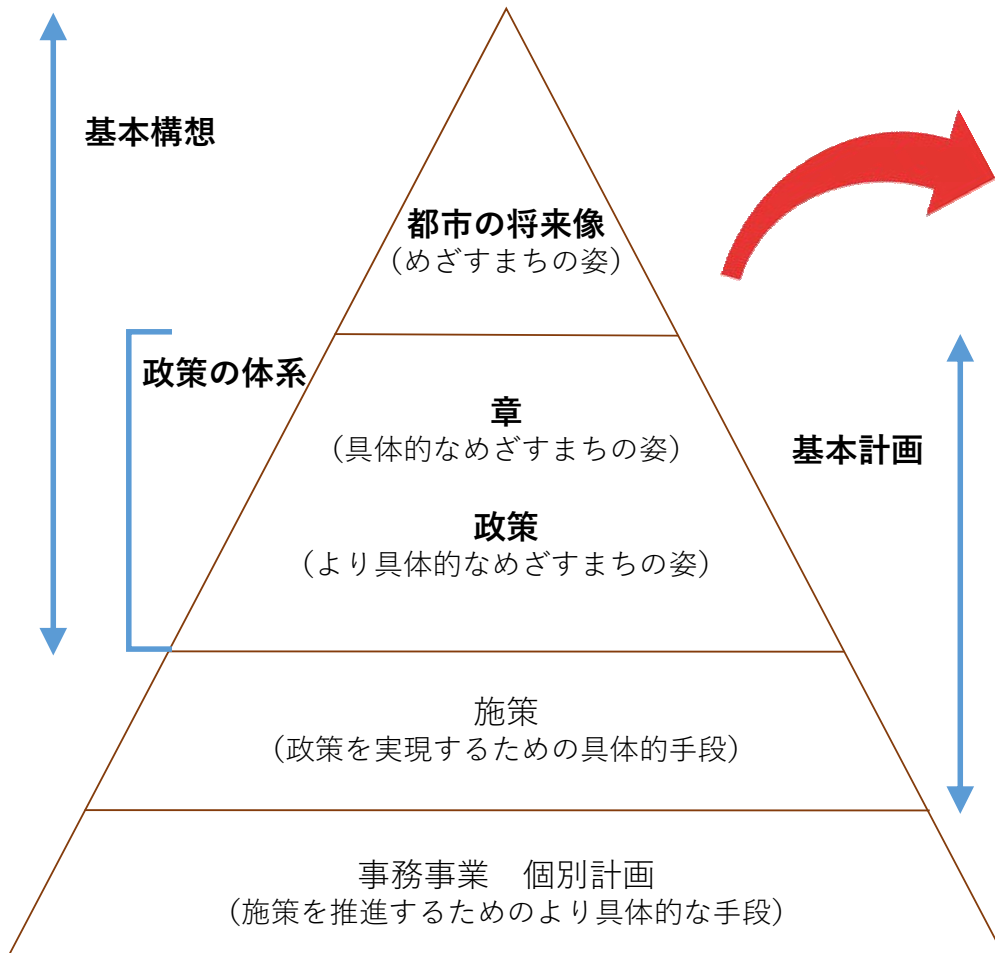 基本構想
都市の将来像
（めざすまちの姿）
政策の体系
章
（具体的なめざすまちの姿）
基本計画
政策
（より具体的なめざすまちの姿）
施策
（政策を実現するための具体的手段）
事務事業　個別計画
（施策を推進するためのより具体的な手段）